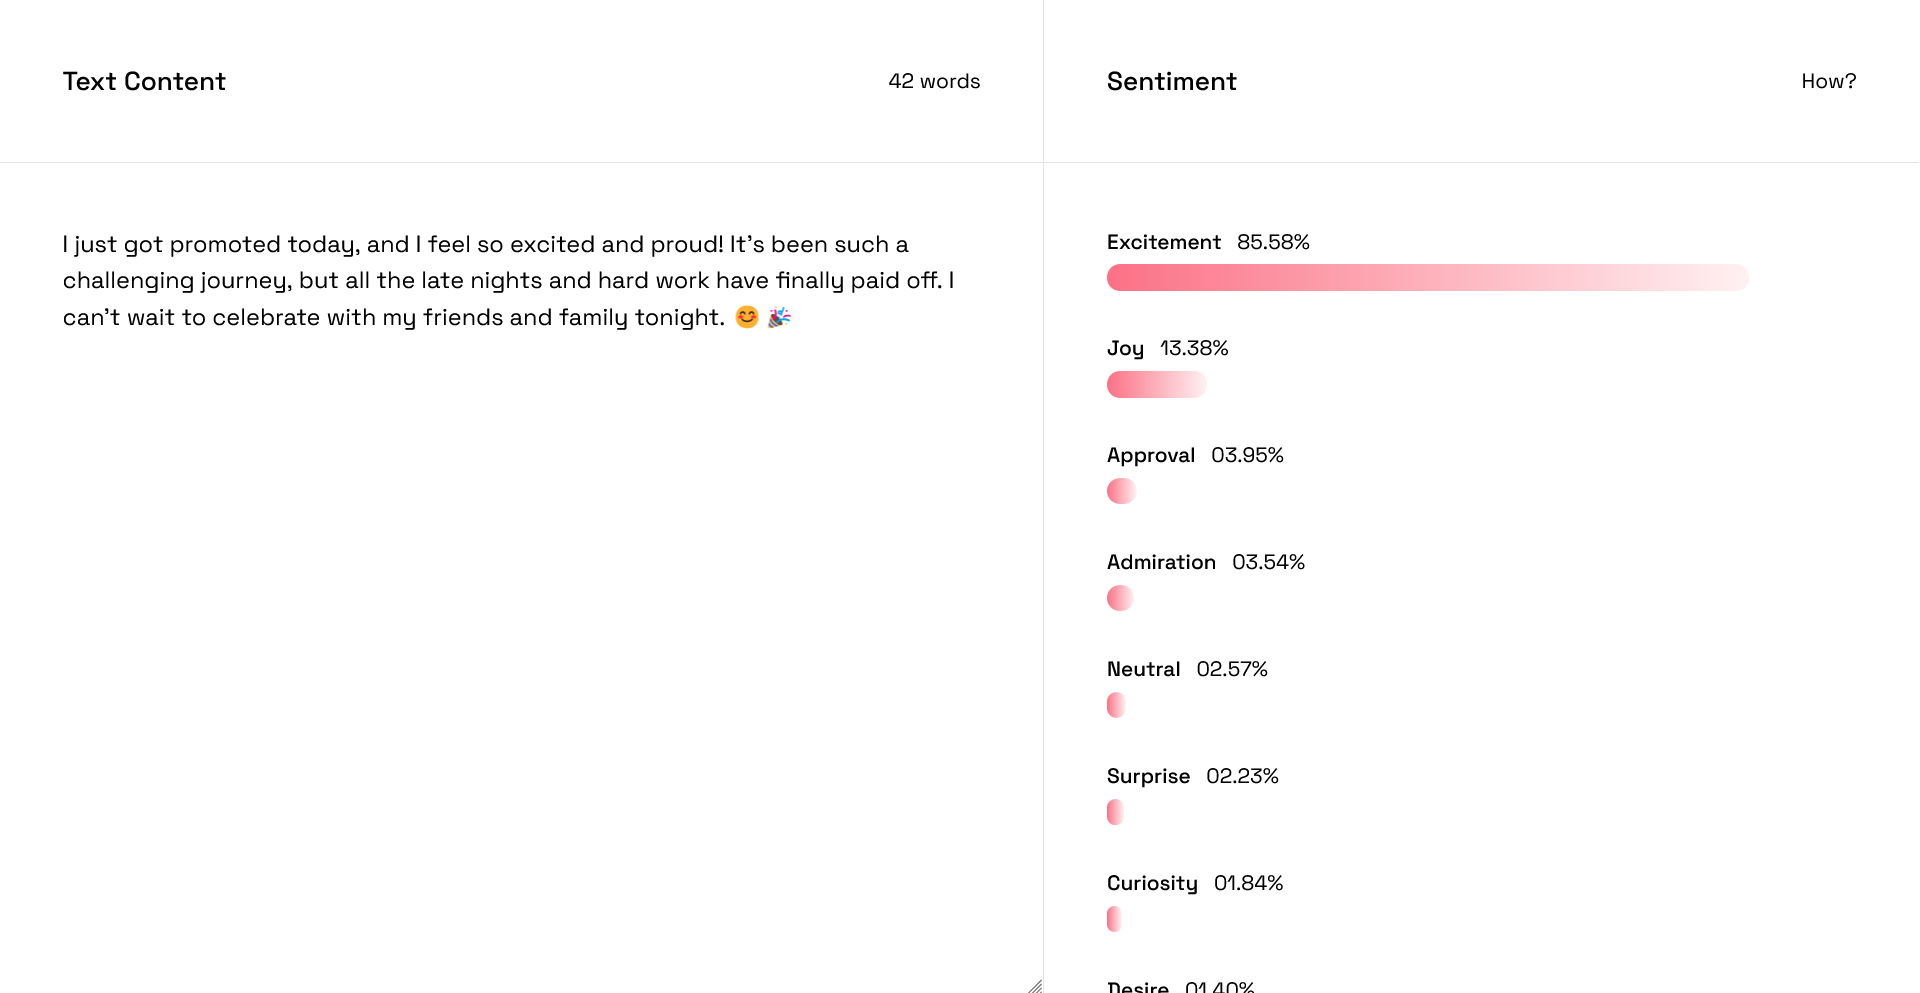 Text Content
42 words
I just got promoted today, and I feel so excited and proud! It's been such a
challenging journey, but all the late nights and hard work have finally paid off. I
can't wait to celebrate with my friends and family tonight. 😊 🎉
Sentiment
How?
Excitement 85.58%
Joy 13.38%
Approval 03.95%
Admiration 03.54%
Neutral 02.57%
Surprise 02.23%
Curiosity 01.84%
Desire 01.40%